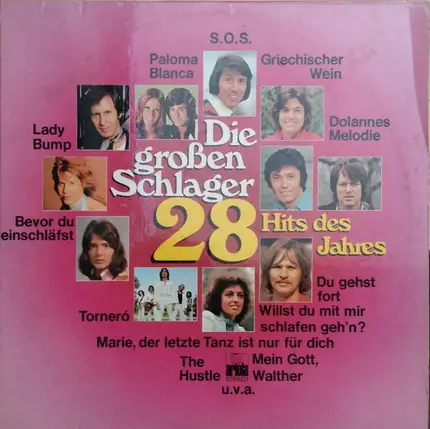 S.O.S.
Paloma
Blanca
Griechischer
Wein
Lady
Bump
Dolannes
Melodie
Die
großen
Schlager
28
Hits des
Jahres
Bevor du
einschläfst
Torneró
Du gehst
fort
Willst du mit mir
schlafen geh'n?
Marie, der letzte Tanz ist nur für dich
The
Hustle
ariola
STEREO
Mein Gott,
Walther
u.v.a.